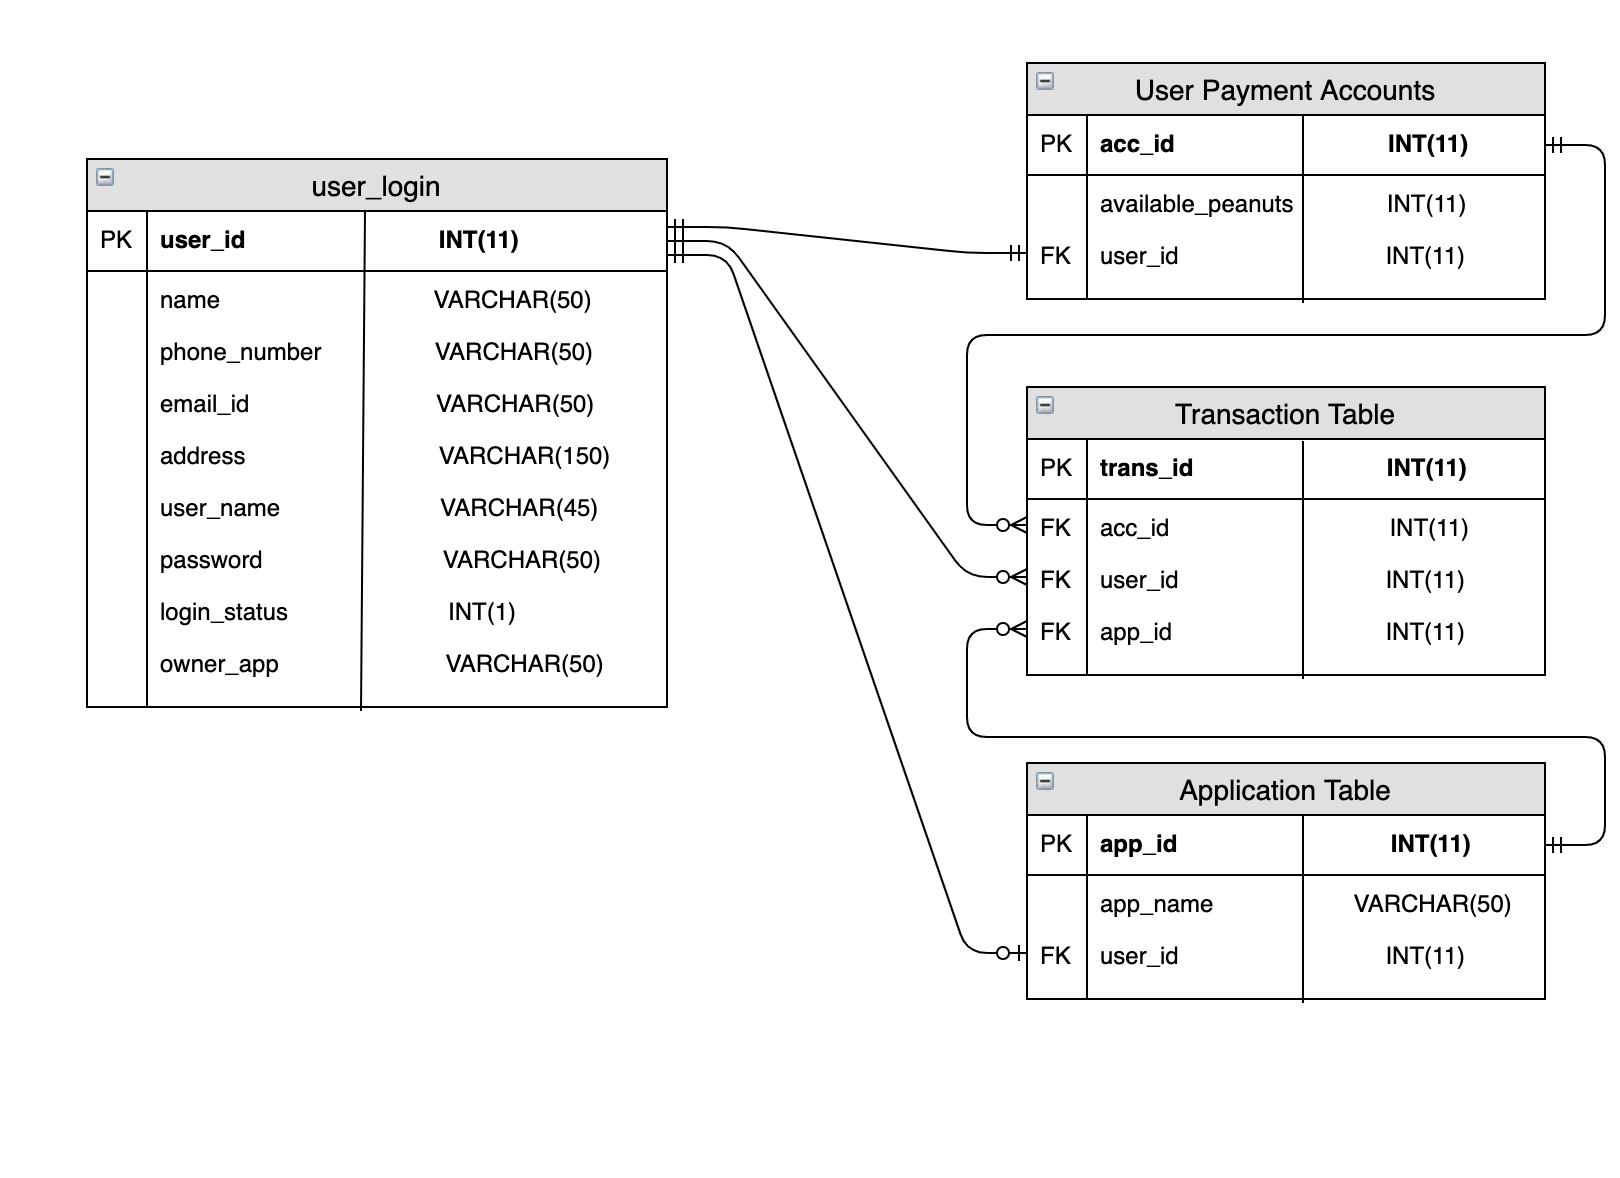 user_login
PK user_id INT(11)
name VARCHAR(50)
phone_number VARCHAR(50)
email_id VARCHAR(50)
address VARCHAR(150)
user_name VARCHAR(45)
password VARCHAR(50)
login_status INT(1)
owner_app VARCHAR(50)
User Payment Accounts
PK acc_id INT(11)
available_peanuts INT(11)
FK user_id INT(11)
Transaction Table
PK trans_id INT(11)
FK acc_id INT(11)
FK user_id INT(11)
FK app_id INT(11)
Application Table
PK app_id INT(11)
app_name VARCHAR(50)
FK user_id INT(11)